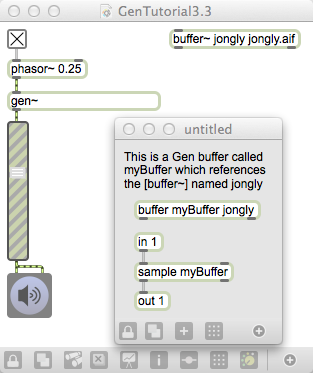 GenTutorial3.3
buffer~ jongly jongly.aif
phasor~ 0.25
gen~
untitled
This is a Gen buffer called
myBuffer which references
the [buffer~] named jongly
buffer myBuffer jongly
in 1
sample myBuffer
out 1